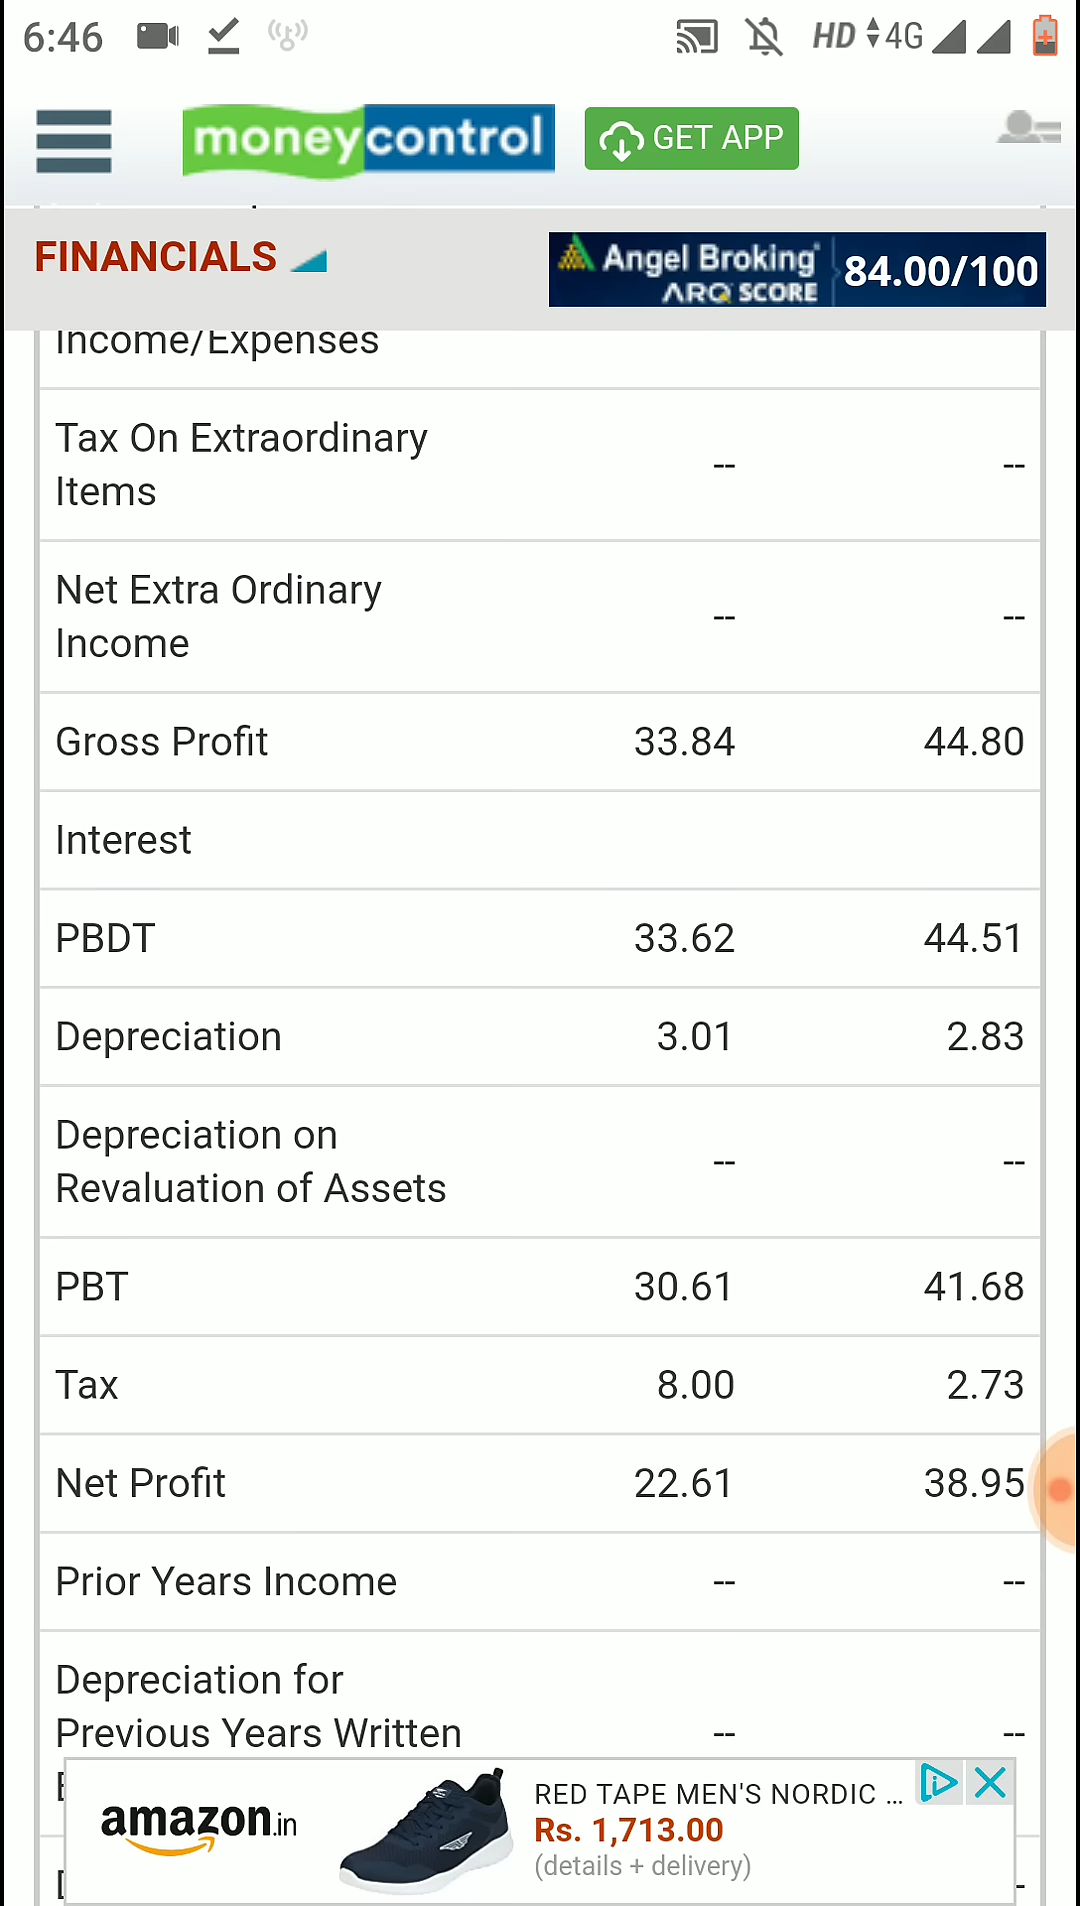 6:46 HD 4G
moneycontrol GET APP
FINANCIALS Angel Broking 84.00/100
ARQ SCORE
Income/Expenses
Tax On Extraordinary
Items -- --
Net Extra Ordinary
Income -- --
Gross Profit 33.84 44.80
Interest
PBDT 33.62 44.51
Depreciation 3.01 2.83
Depreciation on
Revaluation of Assets -- --
PBT 30.61 41.68
Tax 8.00 2.73
Net Profit 22.61 38.95
Prior Years Income -- --
Depreciation for
Previous Years Written -- --
amazon.in
RED TAPE MEN'S NORDIC ...
Rs. 1,713.00
(details + delivery)